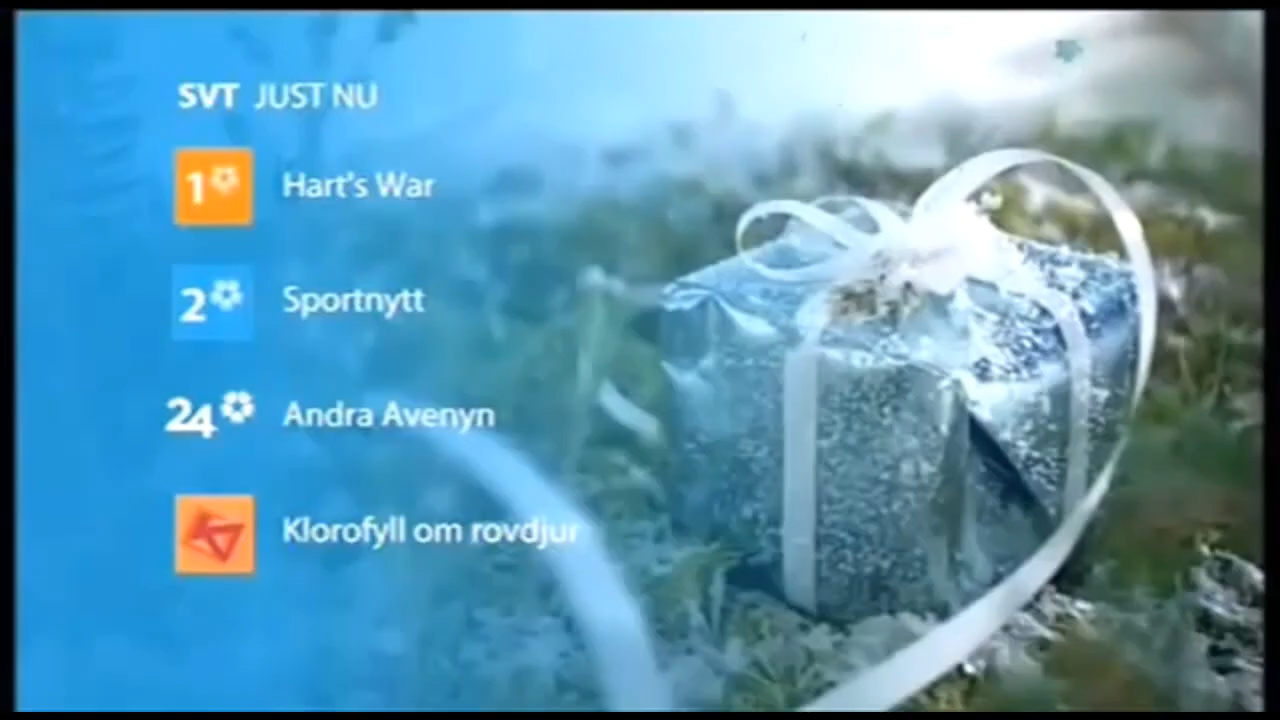 SVT JUST NU
1 Hart's War
2 Sportnytt
24 Andra Avenyn
Klorofyll om rovdjur